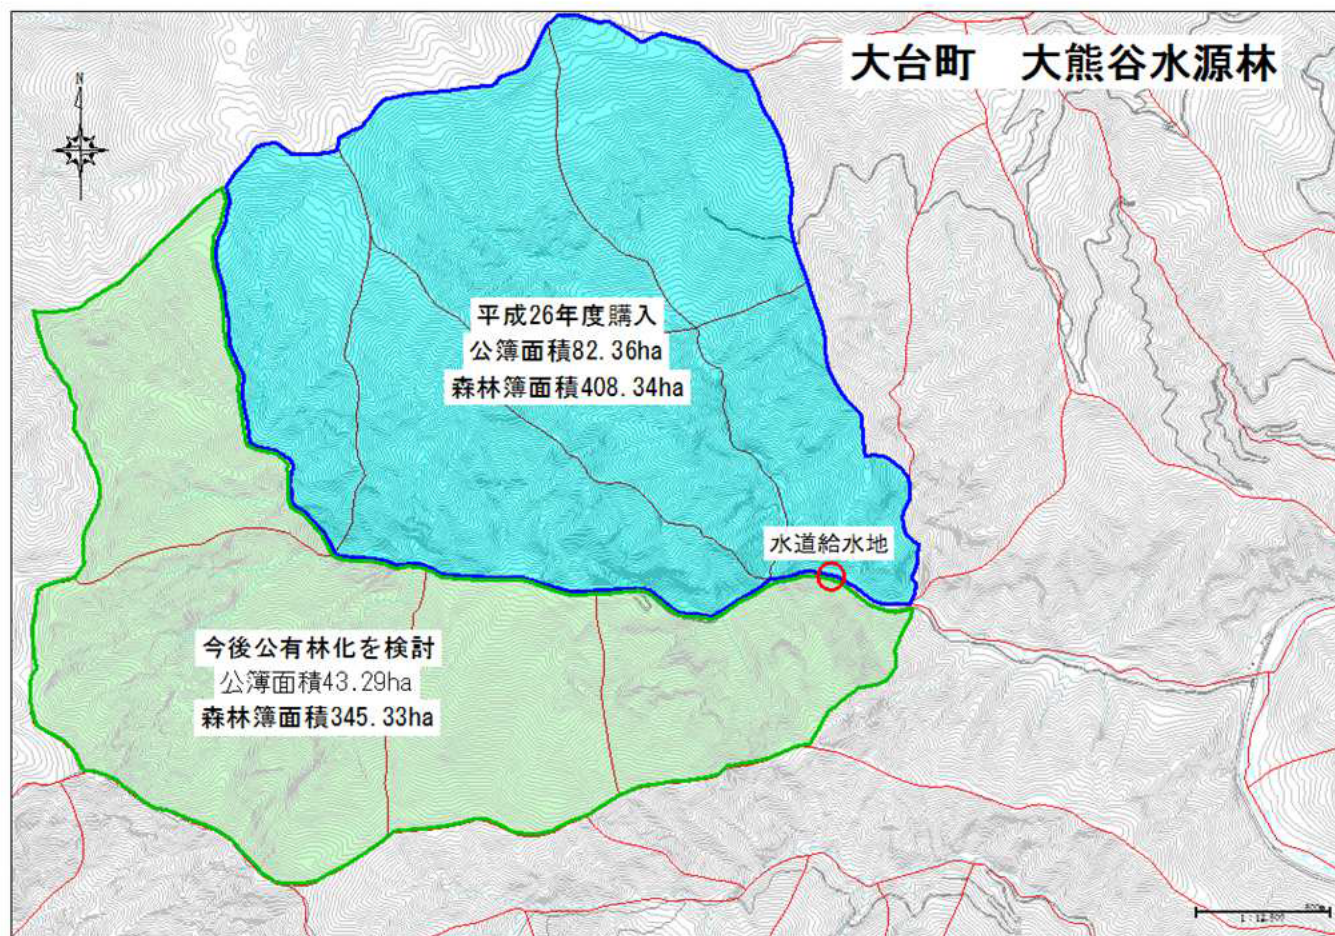 大台町　大熊谷水源林
N
平成26年度購入
公簿面積82.36ha
森林簿面積408.34ha
水道給水地
今後公有林化を検討
公簿面積43.29ha
森林簿面積345.33ha
500m